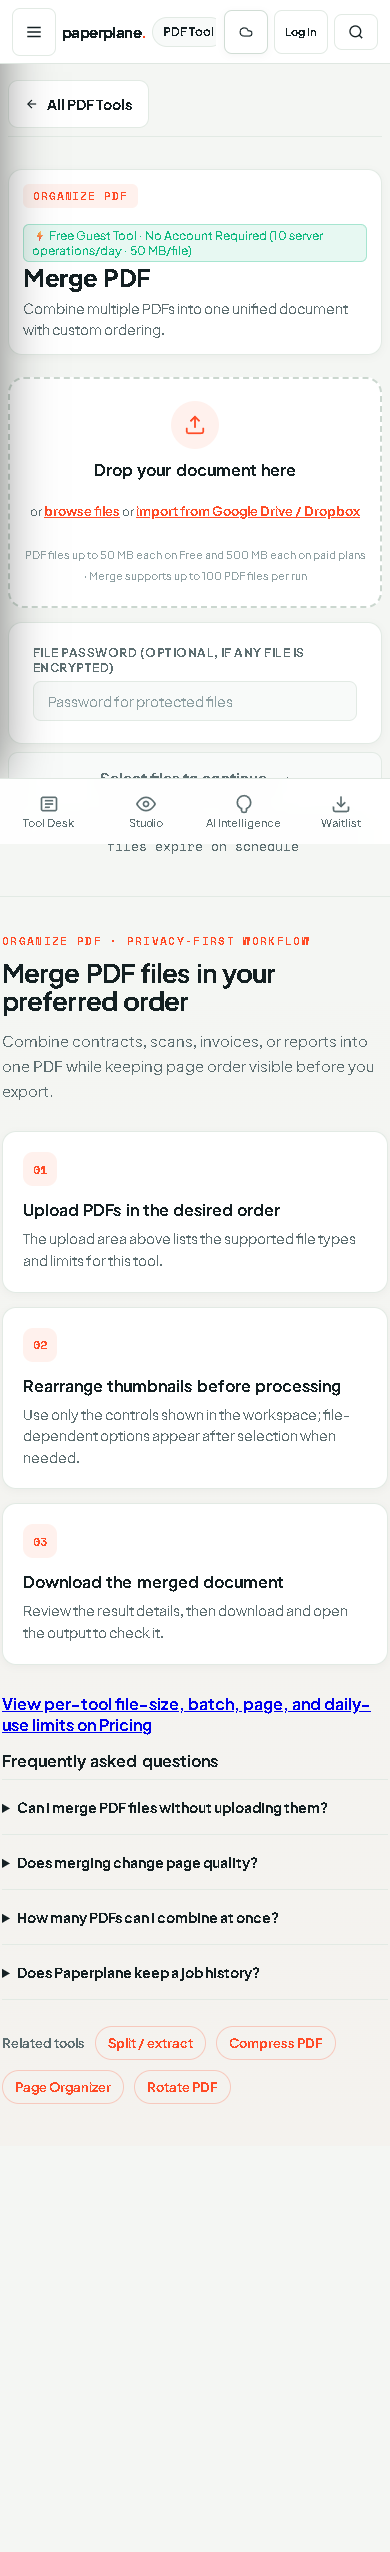 paperplane.
PDF Tool
Log in
All PDF Tools
ORGANIZE PDF
Free Guest Tool · No Account Required (10 server
operations/day · 50 MB/file)
Merge PDF
Combine multiple PDFs into one unified document
with custom ordering.
Drop your document here
or browse files or import from Google Drive / Dropbox
PDF files up to 50 MB each on Free and 500 MB each on paid plans
· Merge supports up to 100 PDF files per run
FILE PASSWORD (OPTIONAL, IF ANY FILE IS
ENCRYPTED)
Password for protected files
Select files to continue
Tool Desk
Studio
AI Intelligence
Waitlist
files expire on schedule
ORGANIZE PDF · PRIVACY-FIRST WORKFLOW
Merge PDF files in your
preferred order
Combine contracts, scans, invoices, or reports into
one PDF while keeping page order visible before you
export.
01
Upload PDFs in the desired order
The upload area above lists the supported file types
and limits for this tool.
02
Rearrange thumbnails before processing
Use only the controls shown in the workspace; file-
dependent options appear after selection when
needed.
03
Download the merged document
Review the result details, then download and open
the output to check it.
View per-tool file-size, batch, page, and daily-
use limits on Pricing
Frequently asked questions
Can I merge PDF files without uploading them?
Does merging change page quality?
How many PDFs can I combine at once?
Does Paperplane keep a job history?
Related tools
Split / extract
Compress PDF
Page Organizer
Rotate PDF